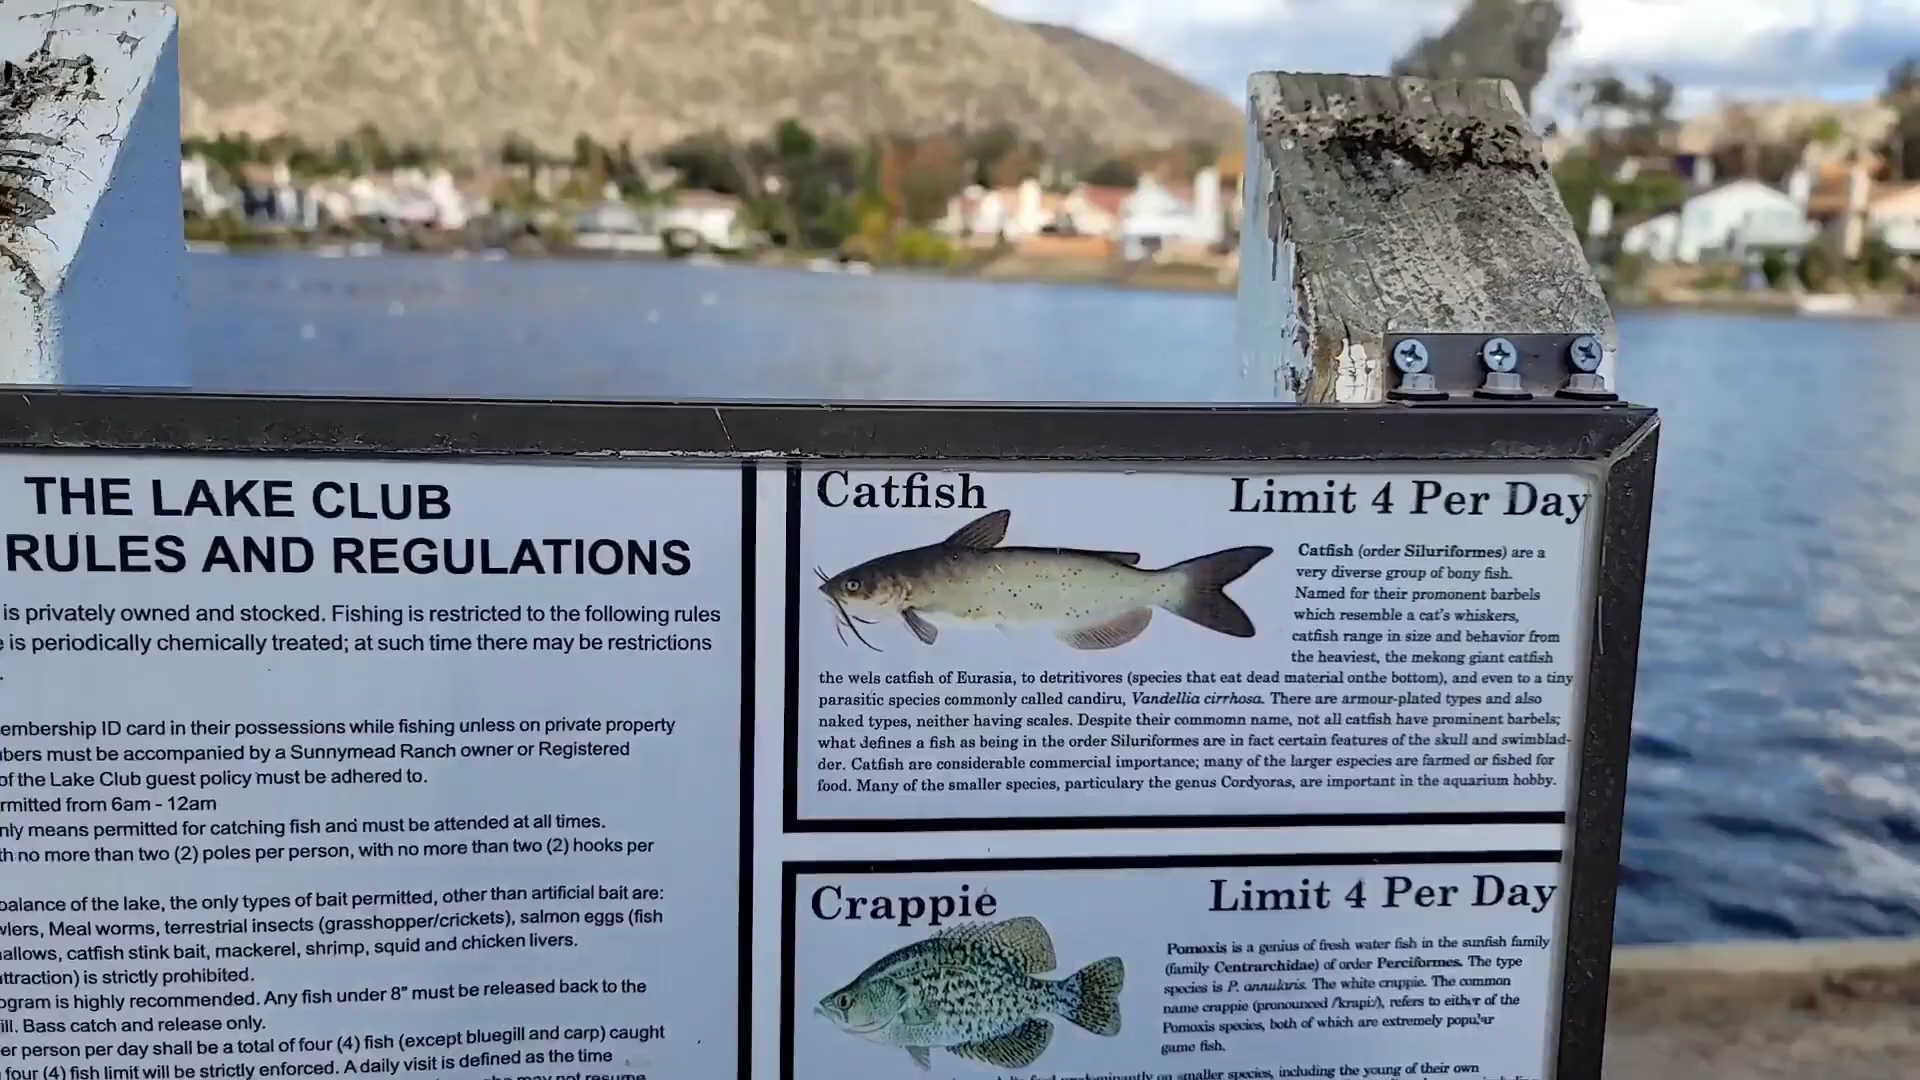 THE LAKE CLUB
RULES AND REGULATIONS
is privately owned and stocked. Fishing is restricted to the following rules
is periodically chemically treated; at such time there may be restrictions
embership ID card in their possessions while fishing unless on private property
bers must be accompanied by a Sunnymead Ranch owner or Registered
of the Lake Club guest policy must be adhered to.
rmitted from 6am - 12am
nly means permitted for catching fish and must be attended at all times.
th no more than two (2) poles per person, with no more than two (2) hooks per
balance of the lake, the only types of bait permitted, other than artificial bait are:
wlers, Meal worms, terrestrial insects (grasshopper/crickets), salmon eggs (fish
allows, catfish stink bait, mackerel, shrimp, squid and chicken livers.
attraction) is strictly prohibited.
ogram is highly recommended. Any fish under 8" must be released back to the
ill. Bass catch and release only.
er person per day shall be a total of four (4) fish (except bluegill and carp) caught
four (4) fish limit will be strictly enforced. A daily visit is defined as the time
may not resume
Catfish
Limit 4 Per Day
Catfish (order Siluriformes) are a
very diverse group of bony fish.
Named for their promonent barbels
which resemble a cat's whiskers,
catfish range in size and behavior from
the heaviest, the mekong giant catfish
the wels catfish of Eurasia, to detritivores (species that eat dead material onthe bottom), and even to a tiny
parasitic species commonly called candiru, Vandellia cirrhosa. There are armour-plated types and also
naked types, neither having scales. Despite their commomn name, not all catfish have prominent barbels;
what defines a fish as being in the order Siluriformes are in fact certain features of the skull and swimblad-
der. Catfish are considerable commercial importance; many of the larger especies are farmed or fished for
food. Many of the smaller species, particulary the genus Cordyoras, are important in the aquarium hobby.
Crappie
Limit 4 Per Day
Pomoxis is a genius of fresh water fish in the sunfish family
(family Centrarchidae) of order Perciformes. The type
species is P. annularis. The white crappie. The common
name crappie (pronounced /krapi:/), refers to either of the
Pomoxis species, both of which are extremely popular
game fish.
predominantly on smaller species, including the young of their own